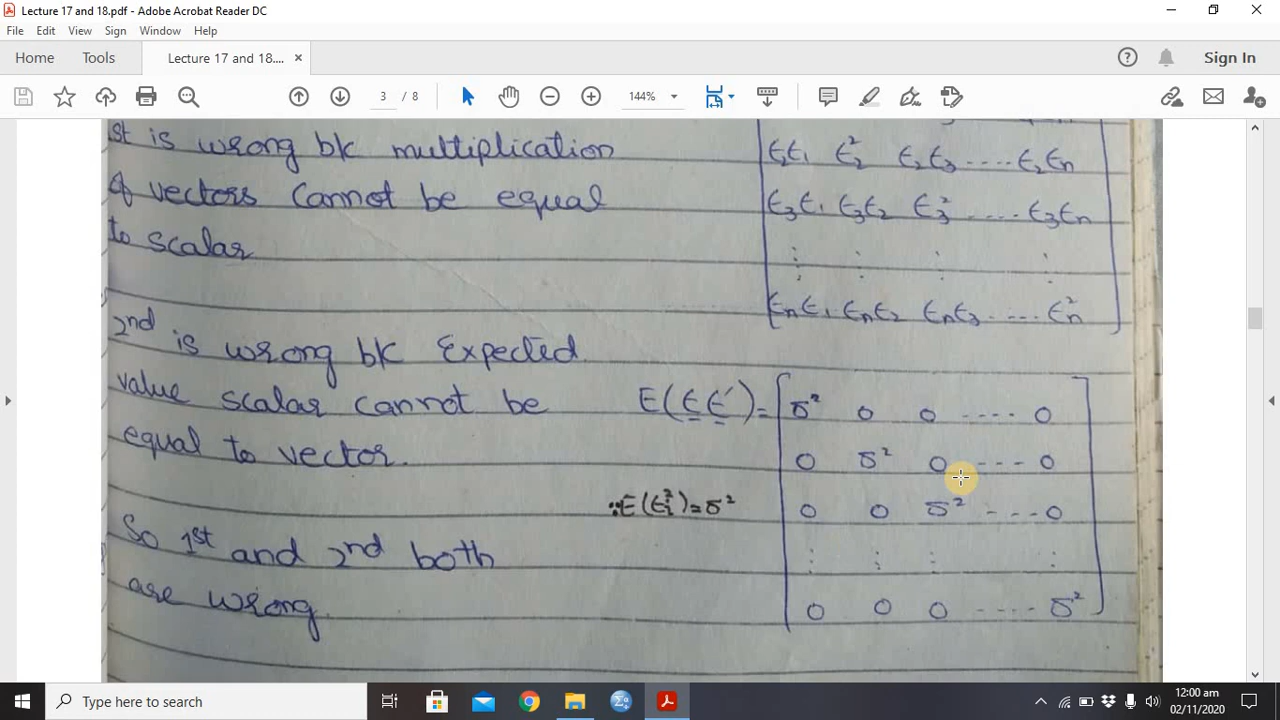 Lecture 17 and 18.pdf - Adobe Acrobat Reader DC
File Edit View Sign Window Help
Home Tools Lecture 17 and 18.... × Sign In
3 / 8 144%
1st is wrong bk multiplication
of vectors cannot be equal
to scalar
2nd is wrong bk Expected
value scalar cannot be
equal to vector.
So 1st and 2nd both
are wrong.
ϵ₂ϵ₁ ϵ₂² ϵ₂ϵ₃ ..... ϵ₂ϵn
ϵ₃ϵ₁ ϵ₃ϵ₂ ϵ₃² ..... ϵ₃ϵn
⋮ ⋮ ⋮ ⋮
ϵnϵ₁ ϵnϵ₂ ϵnϵ₃ ..... ϵn²
E(ϵ ϵ′) = [ σ² 0 0 ..... 0
0 σ² 0 ---- 0
∵ E(ϵi²) = σ² 0 0 σ² ---- 0
⋮ ⋮ ⋮ ⋮
0 0 0 ----- σ² ]
Type here to search
12:00 am
02/11/2020